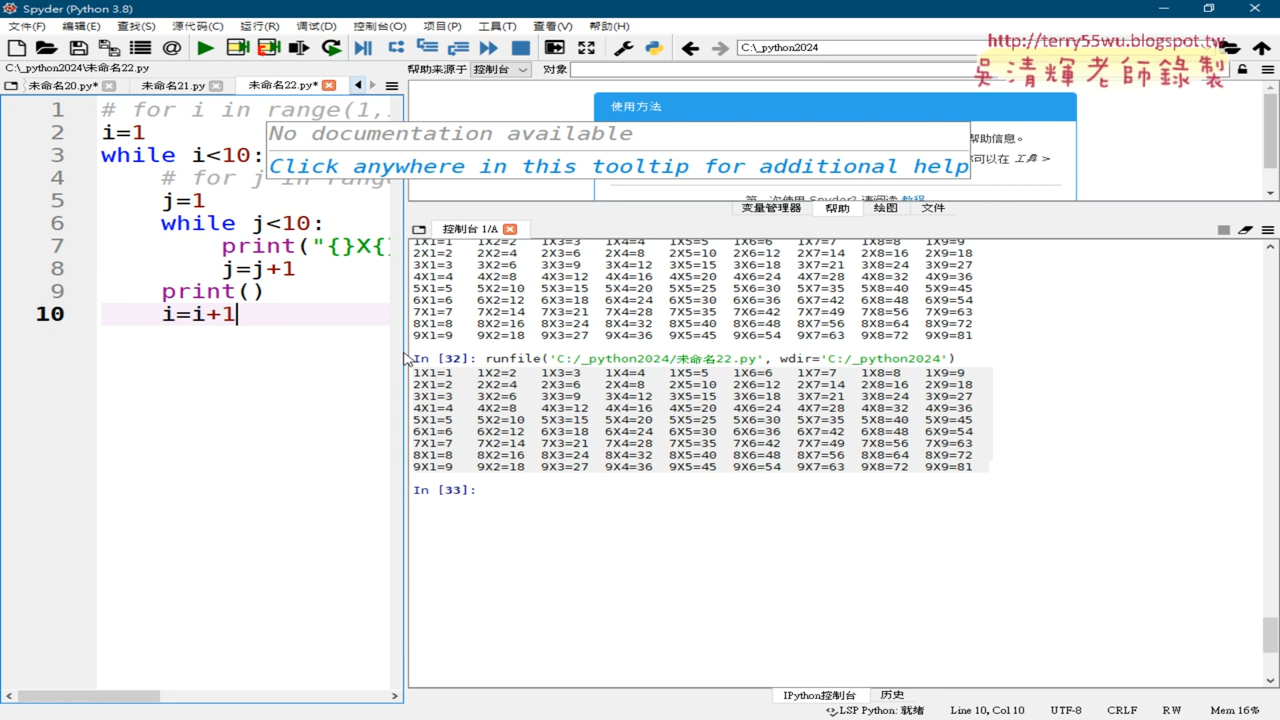 Spyder (Python 3.8)
文件(F) 编辑(E) 查找(S) 源代码(C) 运行(R) 调试(D) 控制台(O) 项目(P) 工具(T) 查看(V) 帮助(H)
C:\_python2024
http://terry55wu.blogspot.tw
吳清輝老師錄製
C:\_python2024\未命名22.py
帮助来源于 控制台 对象
未命名20.py* 未命名21.py 未命名22.py*
1 # for i in range(1,
2 i=1
3 while i<10:
4 # for j in range
5 j=1
6 while j<10:
7 print("{}X{
8 j=j+1
9 print()
10 i=i+1
No documentation available
Click anywhere in this tooltip for additional help
使用方法
帮助信息。
你可以在 工具 >
第一次使用 Spyder? 请阅读 教程
变量管理器 帮助 绘图 文件
控制台 1/A
1X1=1 1X2=2 1X3=3 1X4=4 1X5=5 1X6=6 1X7=7 1X8=8 1X9=9
2X1=2 2X2=4 2X3=6 2X4=8 2X5=10 2X6=12 2X7=14 2X8=16 2X9=18
3X1=3 3X2=6 3X3=9 3X4=12 3X5=15 3X6=18 3X7=21 3X8=24 3X9=27
4X1=4 4X2=8 4X3=12 4X4=16 4X5=20 4X6=24 4X7=28 4X8=32 4X9=36
5X1=5 5X2=10 5X3=15 5X4=20 5X5=25 5X6=30 5X7=35 5X8=40 5X9=45
6X1=6 6X2=12 6X3=18 6X4=24 6X5=30 6X6=36 6X7=42 6X8=48 6X9=54
7X1=7 7X2=14 7X3=21 7X4=28 7X5=35 7X6=42 7X7=49 7X8=56 7X9=63
8X1=8 8X2=16 8X3=24 8X4=32 8X5=40 8X6=48 8X7=56 8X8=64 8X9=72
9X1=9 9X2=18 9X3=27 9X4=36 9X5=45 9X6=54 9X7=63 9X8=72 9X9=81
In [32]: runfile('C:/_python2024/未命名22.py', wdir='C:/_python2024')
1X1=1 1X2=2 1X3=3 1X4=4 1X5=5 1X6=6 1X7=7 1X8=8 1X9=9
2X1=2 2X2=4 2X3=6 2X4=8 2X5=10 2X6=12 2X7=14 2X8=16 2X9=18
3X1=3 3X2=6 3X3=9 3X4=12 3X5=15 3X6=18 3X7=21 3X8=24 3X9=27
4X1=4 4X2=8 4X3=12 4X4=16 4X5=20 4X6=24 4X7=28 4X8=32 4X9=36
5X1=5 5X2=10 5X3=15 5X4=20 5X5=25 5X6=30 5X7=35 5X8=40 5X9=45
6X1=6 6X2=12 6X3=18 6X4=24 6X5=30 6X6=36 6X7=42 6X8=48 6X9=54
7X1=7 7X2=14 7X3=21 7X4=28 7X5=35 7X6=42 7X7=49 7X8=56 7X9=63
8X1=8 8X2=16 8X3=24 8X4=32 8X5=40 8X6=48 8X7=56 8X8=64 8X9=72
9X1=9 9X2=18 9X3=27 9X4=36 9X5=45 9X6=54 9X7=63 9X8=72 9X9=81
In [33]:
IPython控制台 历史
LSP Python: 就绪 Line 10, Col 10 UTF-8 CRLF RW Mem 16%